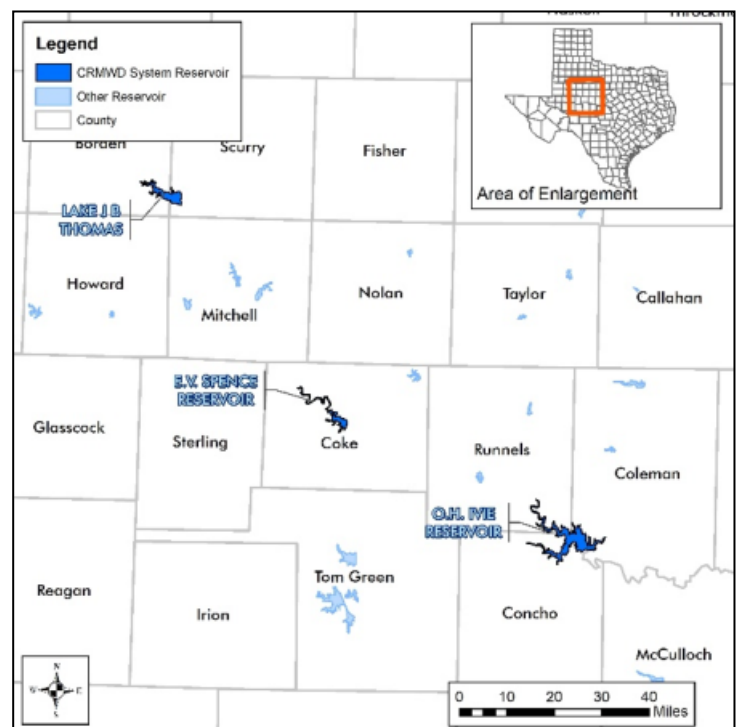 Legend
CRMWD System Reservoir
Other Reservoir
County
Area of Enlargement
Borden
Scurry
Fisher
LAKE J B
THOMAS
Howard
Mitchell
Nolan
Taylor
Callahan
E.V. SPENCE
RESERVOIR
Glasscock
Sterling
Coke
Runnels
Coleman
O.H. IVIE
RESERVOIR
Reagan
Irion
Tom Green
Concho
McCulloch
N
W E
S
0 10 20 30 40
Miles